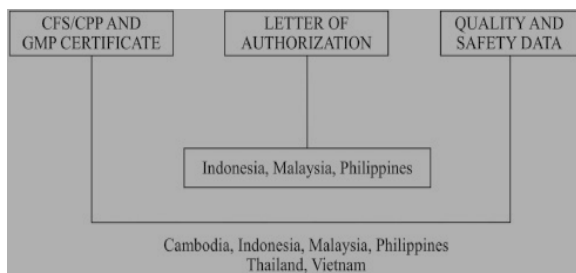 CFS/CPP AND
GMP CERTIFICATE
LETTER OF
AUTHORIZATION
QUALITY AND
SAFETY DATA
Indonesia, Malaysia, Philippines
Cambodia, Indonesia, Malaysia, Philippines
Thailand, Vietnam